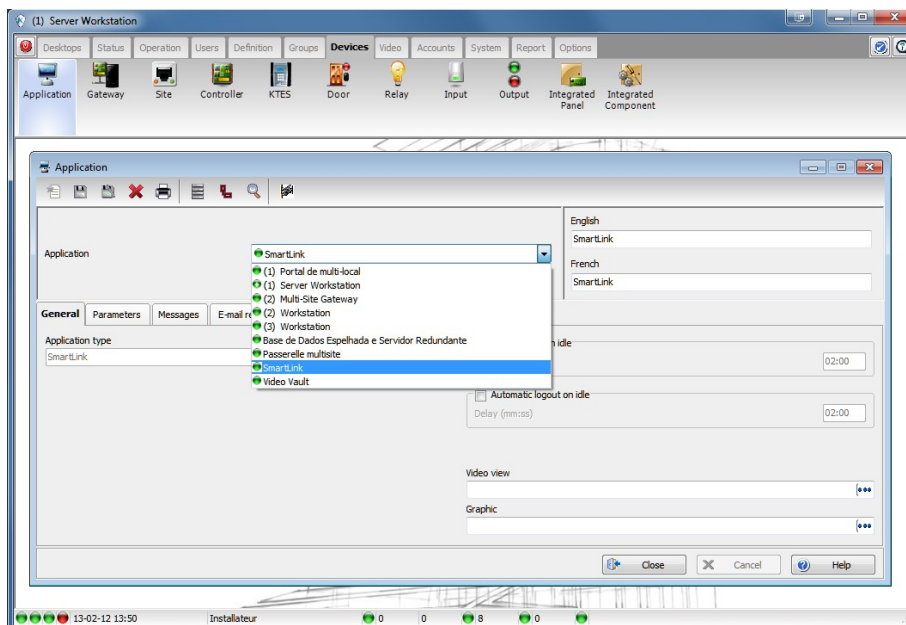 (1) Server Workstation
Desktops Status Operation Users Definition Groups Devices Video Accounts System Report Options
Application Gateway Site Controller KTES Door Relay Input Output Integrated Panel Integrated Component
Application
English
Application SmartLink SmartLink
(1) Portal de multi-local
(1) Server Workstation
(2) Multi-Site Gateway
(2) Workstation
(3) Workstation
Base de Dados Espelhada e Servidor Redundante
Passerelle multisite
SmartLink
Video Vault
French
SmartLink
General Parameters Messages E-mail re
Application type
SmartLink
n idle
02:00
Automatic logout on idle
Delay (mm:ss) 02:00
Video view
Graphic
Close Cancel Help
13-02-12 13:50 Installateur 0 0 8 0